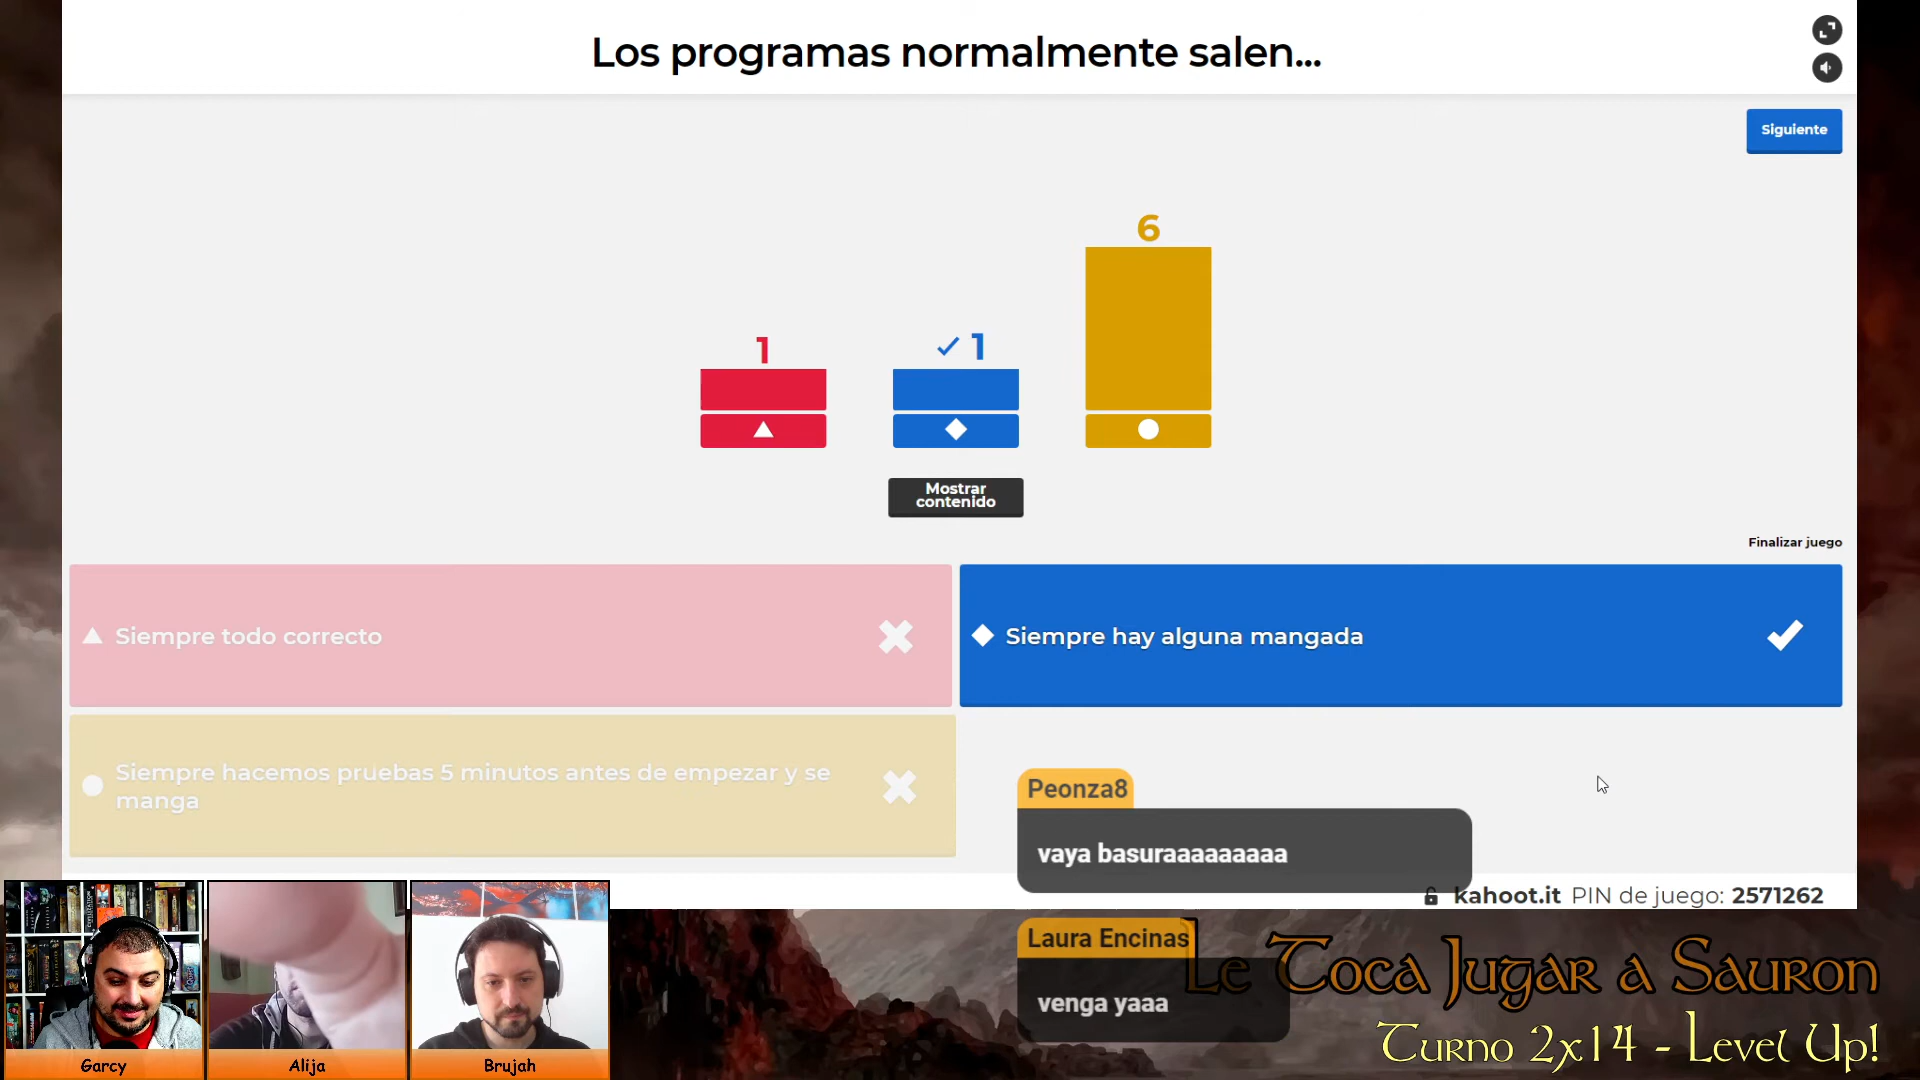 Los programas normalmente salen...
Siguiente
6
1
1
Mostrar
contenido
Finalizar juego
Siempre todo correcto
Siempre hay alguna mangada
Siempre hacemos pruebas 5 minutos antes de empezar y se
manga
Peonza8
vaya basuraaaaaaaaa
kahoot.it PIN de juego: 2571262
Laura Encinas
venga yaaa
Le Toca Jugar a Sauron
Turno 2x14 - Level Up!
Garcy
Alija
Brujah